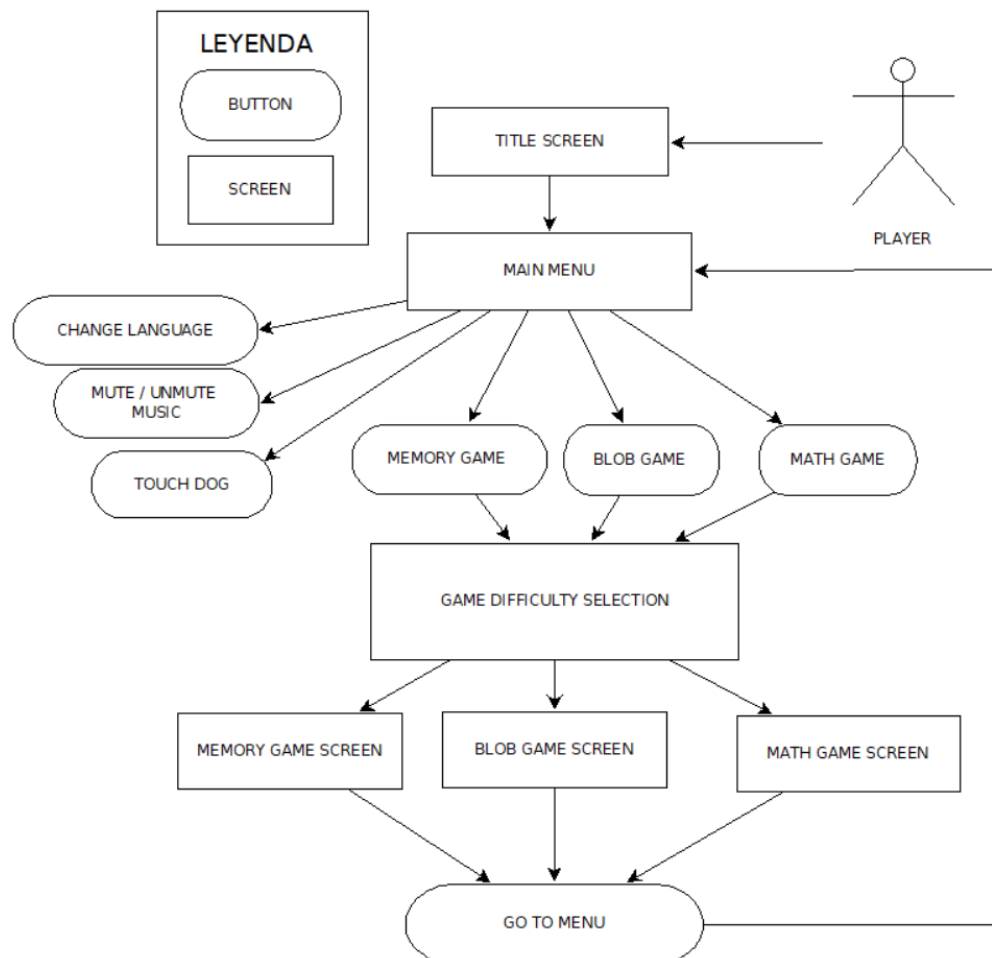 LEYENDA
BUTTON
SCREEN
TITLE SCREEN
PLAYER
MAIN MENU
CHANGE LANGUAGE
MUTE / UNMUTE
MUSIC
TOUCH DOG
MEMORY GAME
BLOB GAME
MATH GAME
GAME DIFFICULTY SELECTION
MEMORY GAME SCREEN
BLOB GAME SCREEN
MATH GAME SCREEN
GO TO MENU